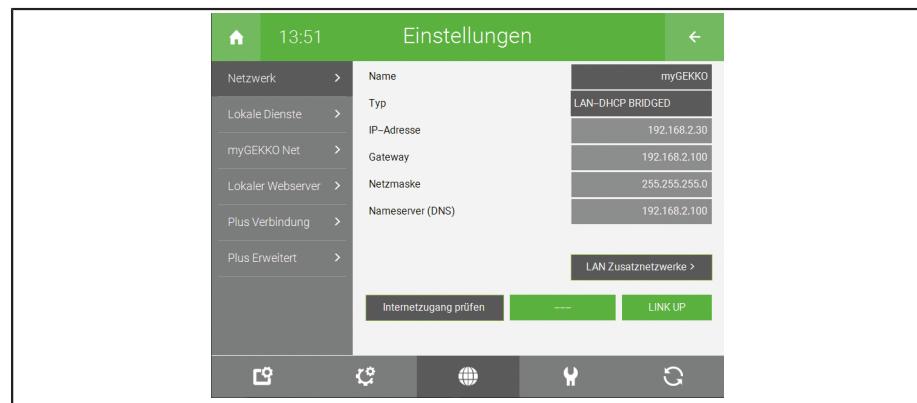 13:51 Einstellungen
Netzwerk
Lokale Dienste
myGEKKO Net
Lokaler Webserver
Plus Verbindung
Plus Erweitert
Name myGEKKO
Typ LAN-DHCP BRIDGED
IP-Adresse 192.168.2.30
Gateway 192.168.2.100
Netzmaske 255.255.255.0
Nameserver (DNS) 192.168.2.100
LAN Zusatznetzwerke >
Internetzugang prüfen --- LINK UP